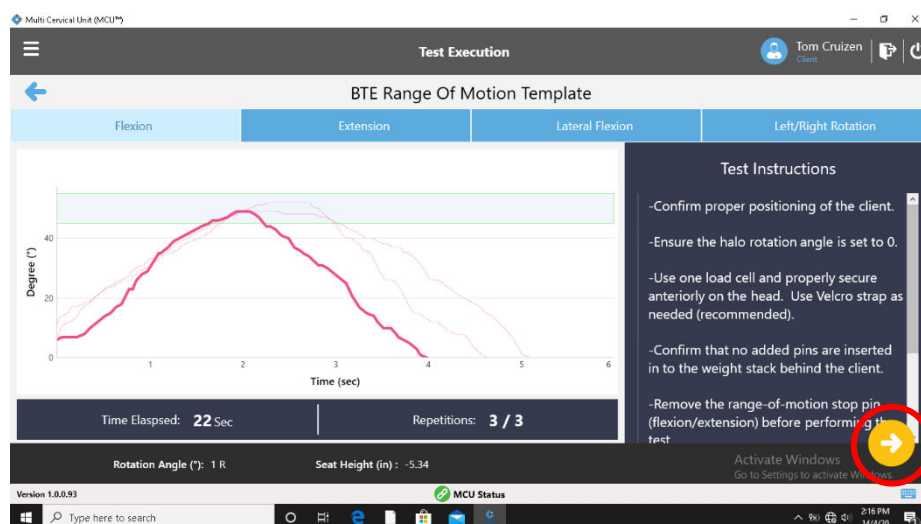 Multi Cervical Unit (MCU™)
Test Execution
Tom Cruizen
Client
BTE Range Of Motion Template
Flexion
Extension
Lateral Flexion
Left/Right Rotation
Degree (°)
40
20
0
1 2 3 4 5 6
Time (sec)
Test Instructions
-Confirm proper positioning of the client.
-Ensure the halo rotation angle is set to 0.
-Use one load cell and properly secure
anteriorly on the head. Use Velcro strap as
needed (recommended).
-Confirm that no added pins are inserted
in to the weight stack behind the client.
-Remove the range-of-motion stop pin
(flexion/extension) before performing the
test
Time Elaspsed: 22 Sec
Repetitions: 3 / 3
Rotation Angle (°): 1 R
Seat Height (in) : -5.34
Activate Windows
Go to Settings to activate Windows.
Version 1.0.0.93
MCU Status
Type here to search
2:16 PM